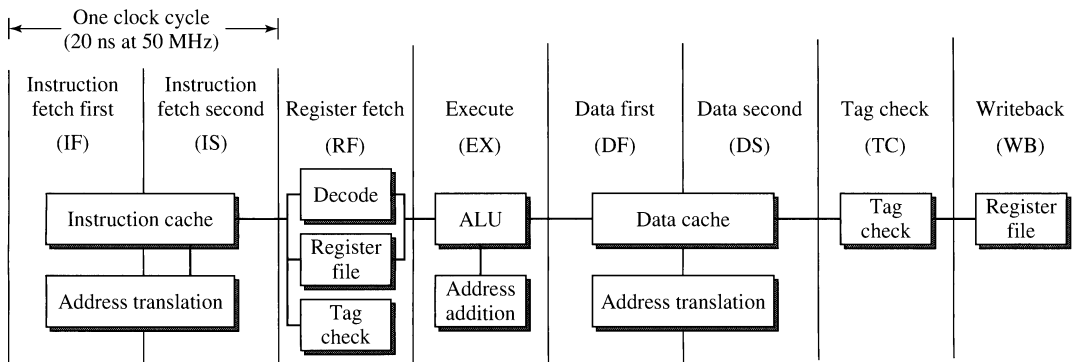 One clock cycle
(20 ns at 50 MHz)
Instruction
fetch first
(IF)
Instruction
fetch second
(IS)
Register fetch
(RF)
Execute
(EX)
Data first
(DF)
Data second
(DS)
Tag check
(TC)
Writeback
(WB)
Instruction cache
Address translation
Decode
Register
file
Tag
check
ALU
Address
addition
Data cache
Address translation
Tag
check
Register
file